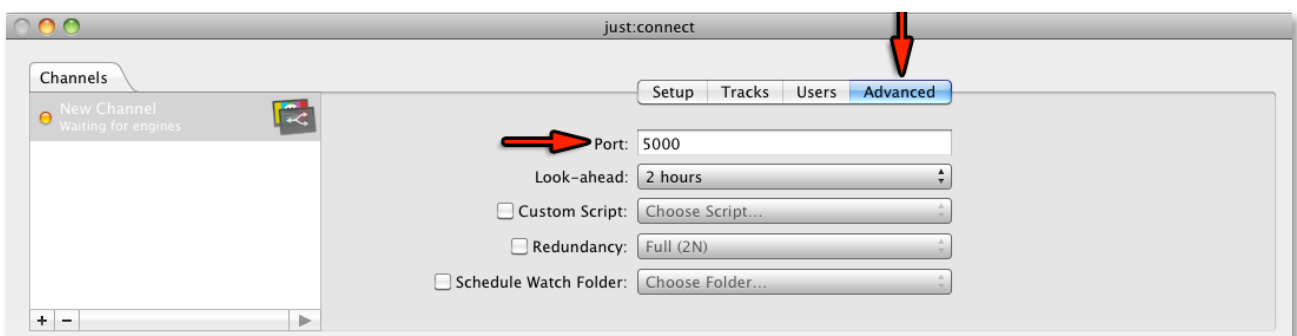 just:connect
Channels
New Channel
Waiting for engines
Setup Tracks Users Advanced
Port: 5000
Look-ahead: 2 hours
Custom Script: Choose Script...
Redundancy: Full (2N)
Schedule Watch Folder: Choose Folder...
+ −